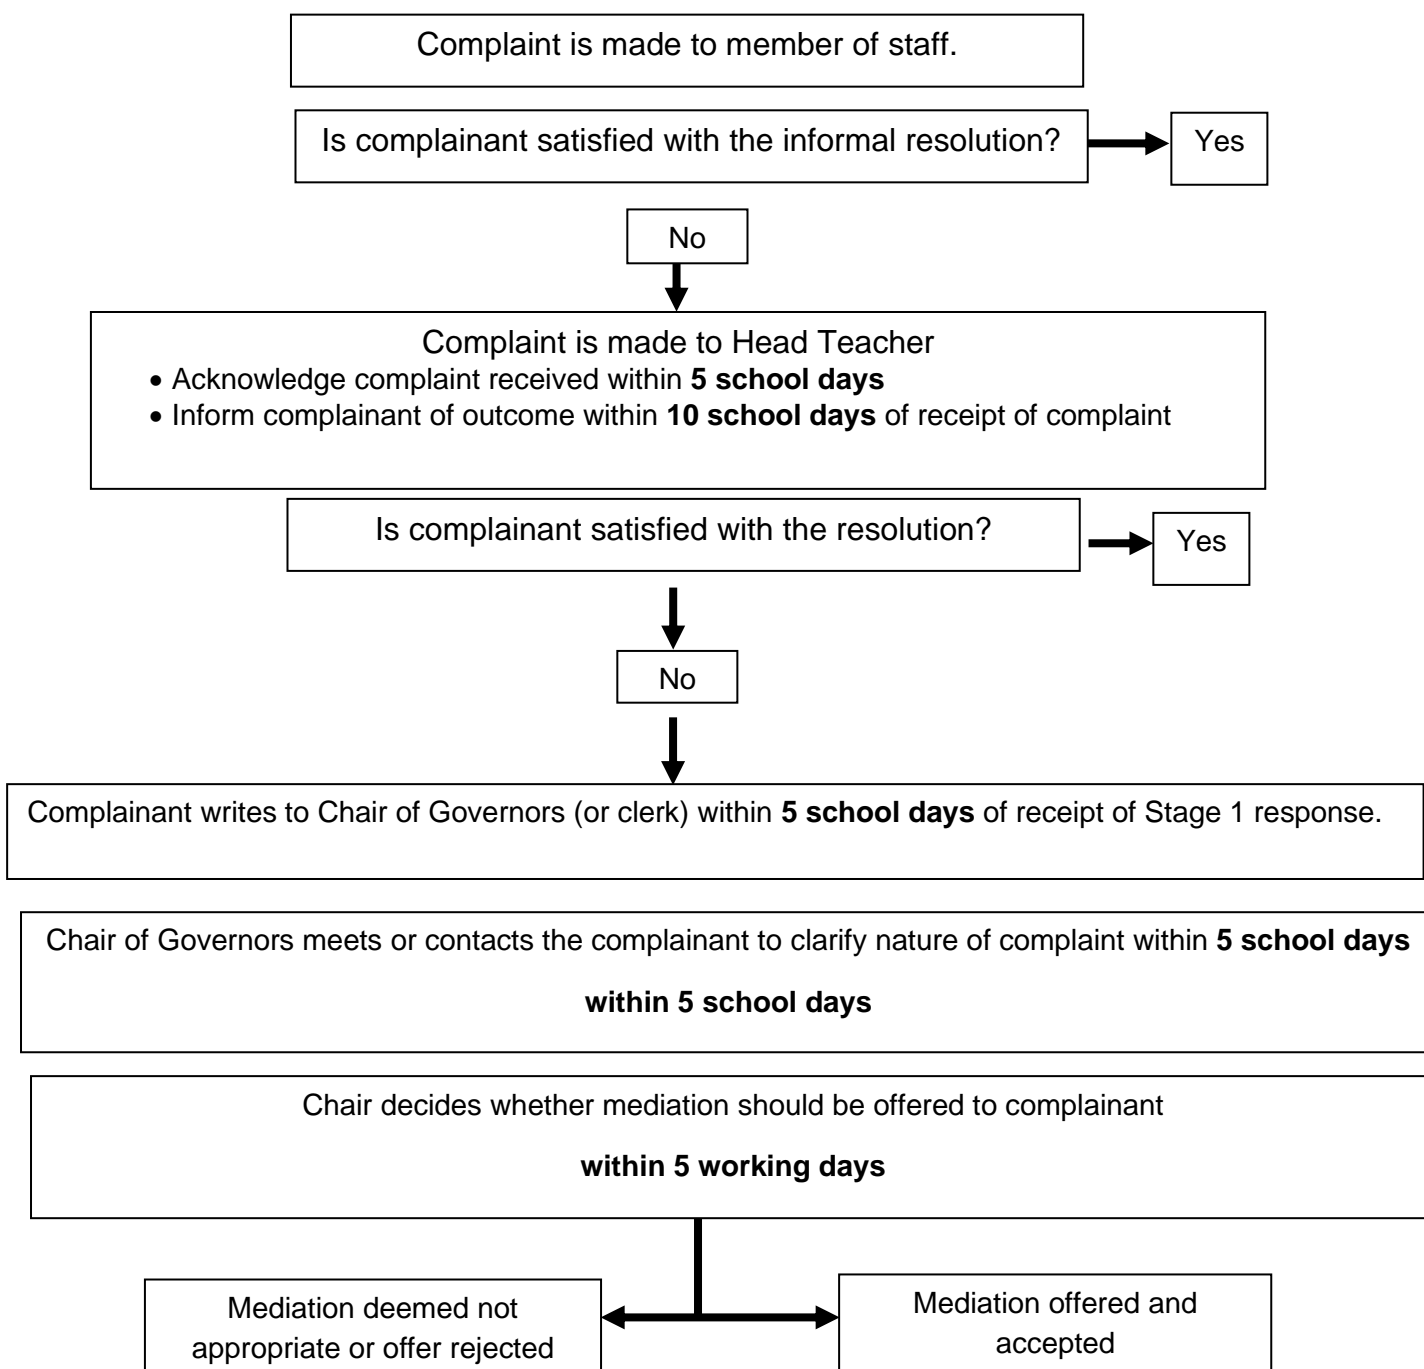 Complaint is made to member of staff.
Is complainant satisfied with the informal resolution?
Yes
No
Complaint is made to Head Teacher
• Acknowledge complaint received within 5 school days
• Inform complainant of outcome within 10 school days of receipt of complaint
Is complainant satisfied with the resolution?
Yes
No
Complainant writes to Chair of Governors (or clerk) within 5 school days of receipt of Stage 1 response.
Chair of Governors meets or contacts the complainant to clarify nature of complaint within 5 school days
within 5 school days
Chair decides whether mediation should be offered to complainant
within 5 working days
Mediation deemed not
appropriate or offer rejected
Mediation offered and
accepted